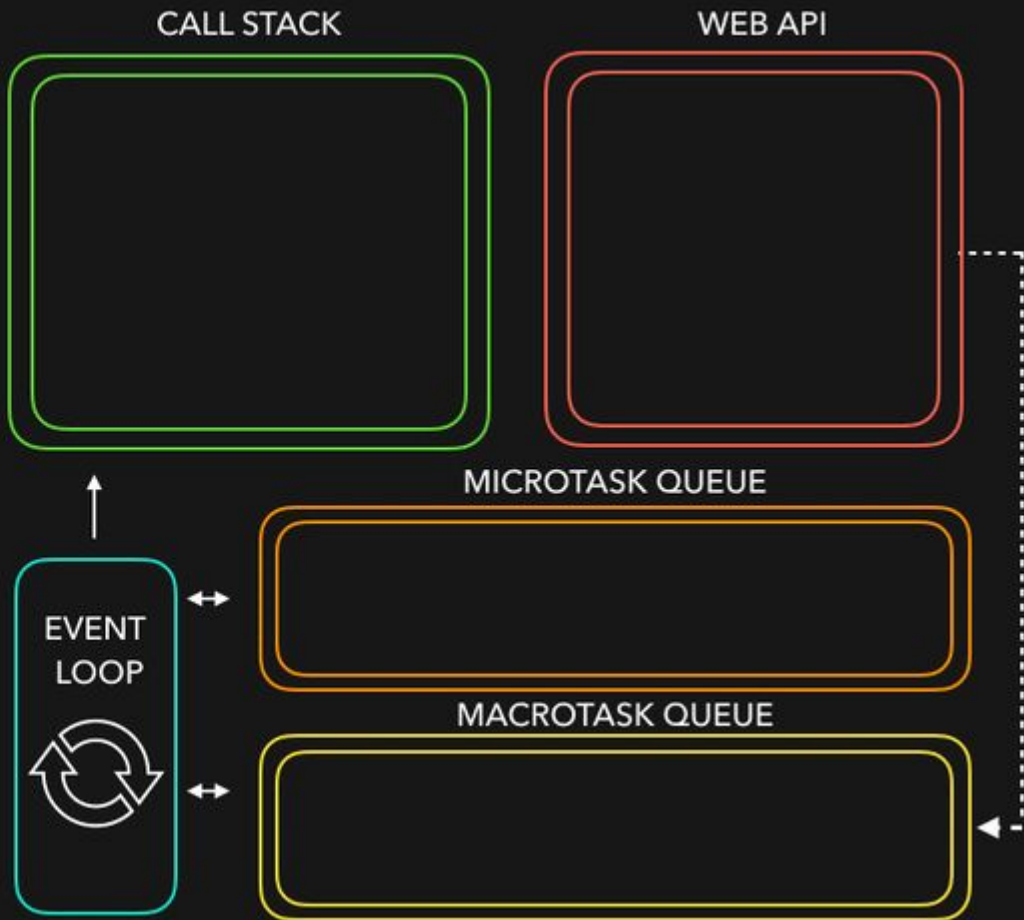 CALL STACK
WEB API
MICROTASK QUEUE
EVENT
LOOP
MACROTASK QUEUE